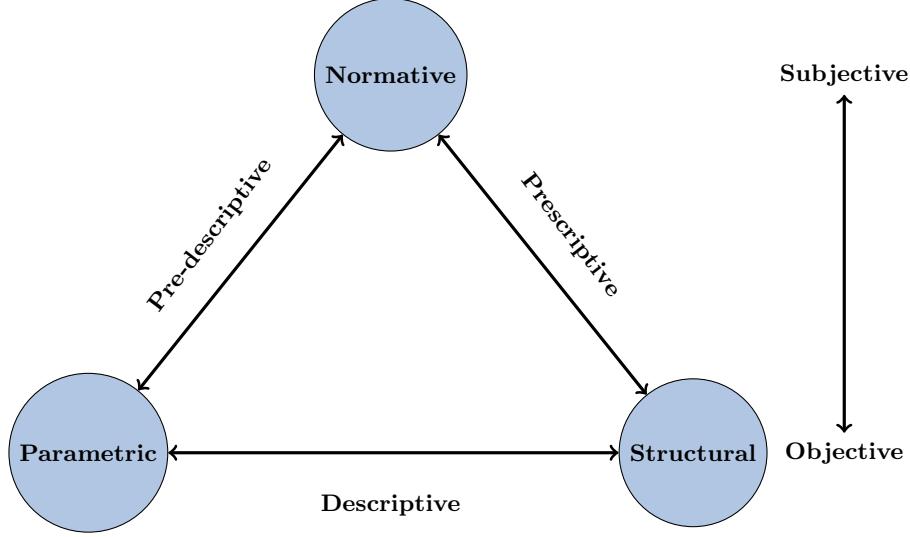 Normative
Subjective
Pre-descriptive
Prescriptive
Parametric
Structural
Objective
Descriptive